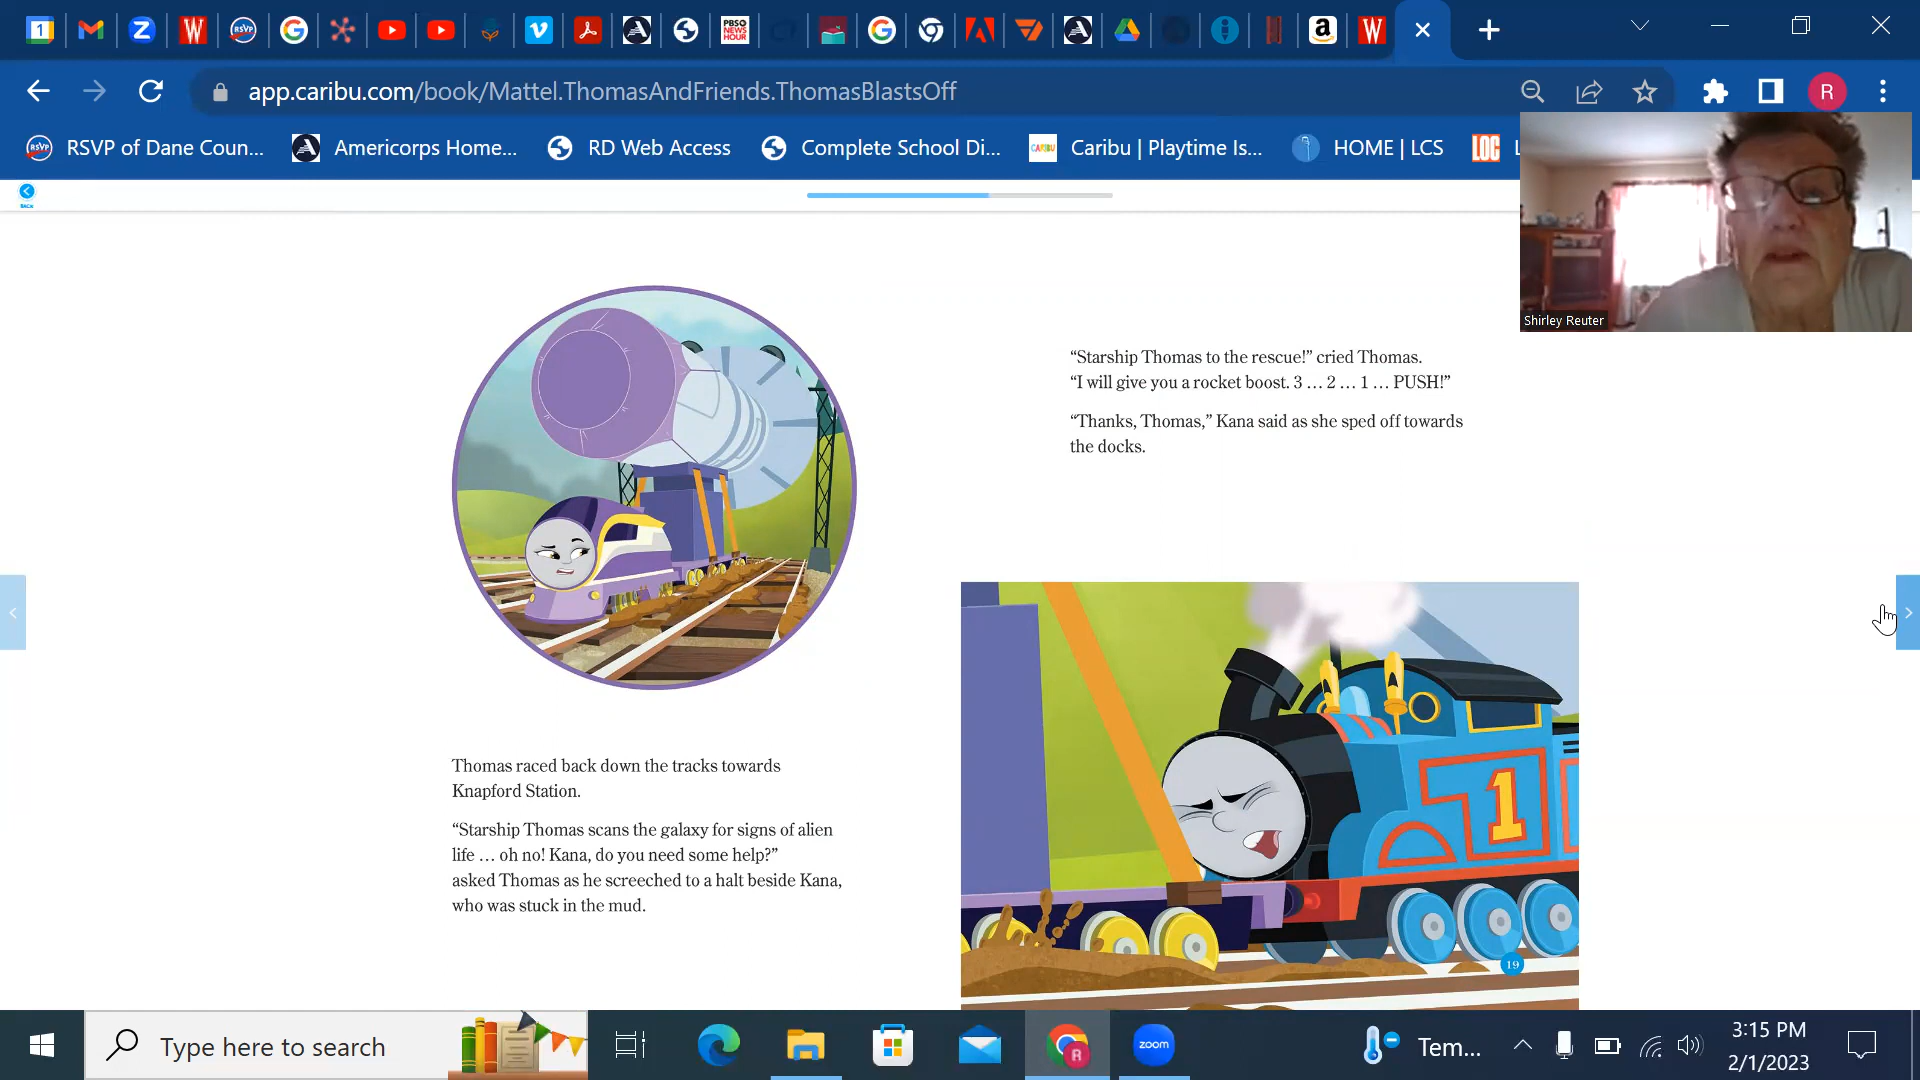 app.caribu.com/book/Mattel.ThomasAndFriends.ThomasBlastsOff
R
RSVP of Dane Coun...
Americorps Home...
RD Web Access
Complete School Di...
Caribu | Playtime Is...
HOME | LCS
LOC
BACK
Shirley Reuter
Thomas raced back down the tracks towards
Knapford Station.
“Starship Thomas scans the galaxy for signs of alien
life … oh no! Kana, do you need some help?”
asked Thomas as he screeched to a halt beside Kana,
who was stuck in the mud.
“Starship Thomas to the rescue!” cried Thomas.
“I will give you a rocket boost. 3 … 2 … 1 … PUSH!”
“Thanks, Thomas,” Kana said as she sped off towards
the docks.
1
19
Type here to search
zoom
Tem...
3:15 PM
2/1/2023